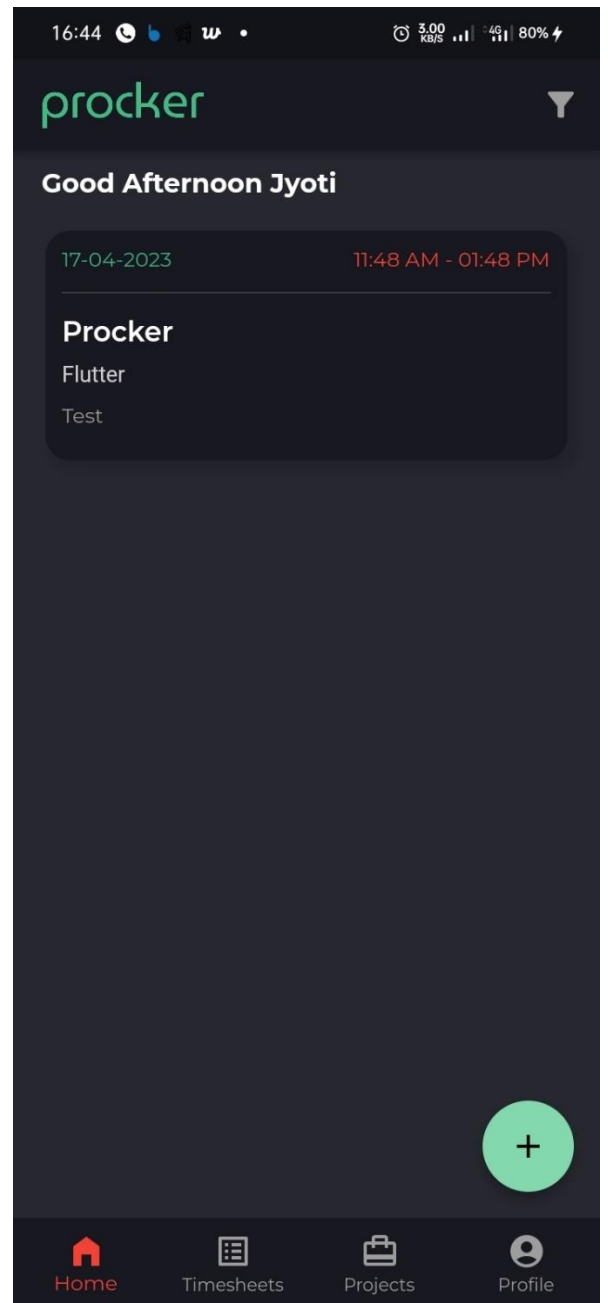 16:44 w 3.00 KB/S 4G 80%
procker
Good Afternoon Jyoti
17-04-2023 11:48 AM - 01:48 PM
Procker
Flutter
Test
+
Home Timesheets Projects Profile